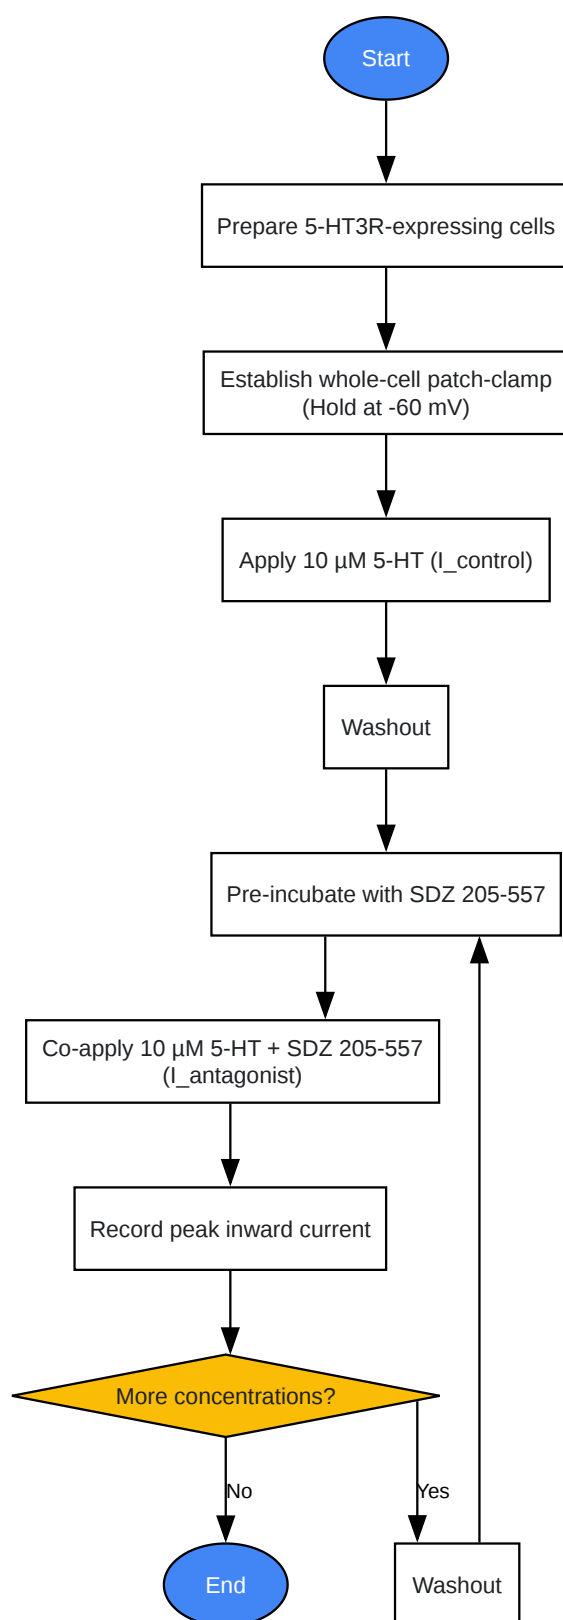 Start
Prepare 5-HT3R-expressing cells
Establish whole-cell patch-clamp
(Hold at -60 mV)
Apply 10 µM 5-HT (I_control)
Washout
Pre-incubate with SDZ 205-557
Co-apply 10 µM 5-HT + SDZ 205-557
(I_antagonist)
Record peak inward current
More concentrations?
No
Yes
End
Washout